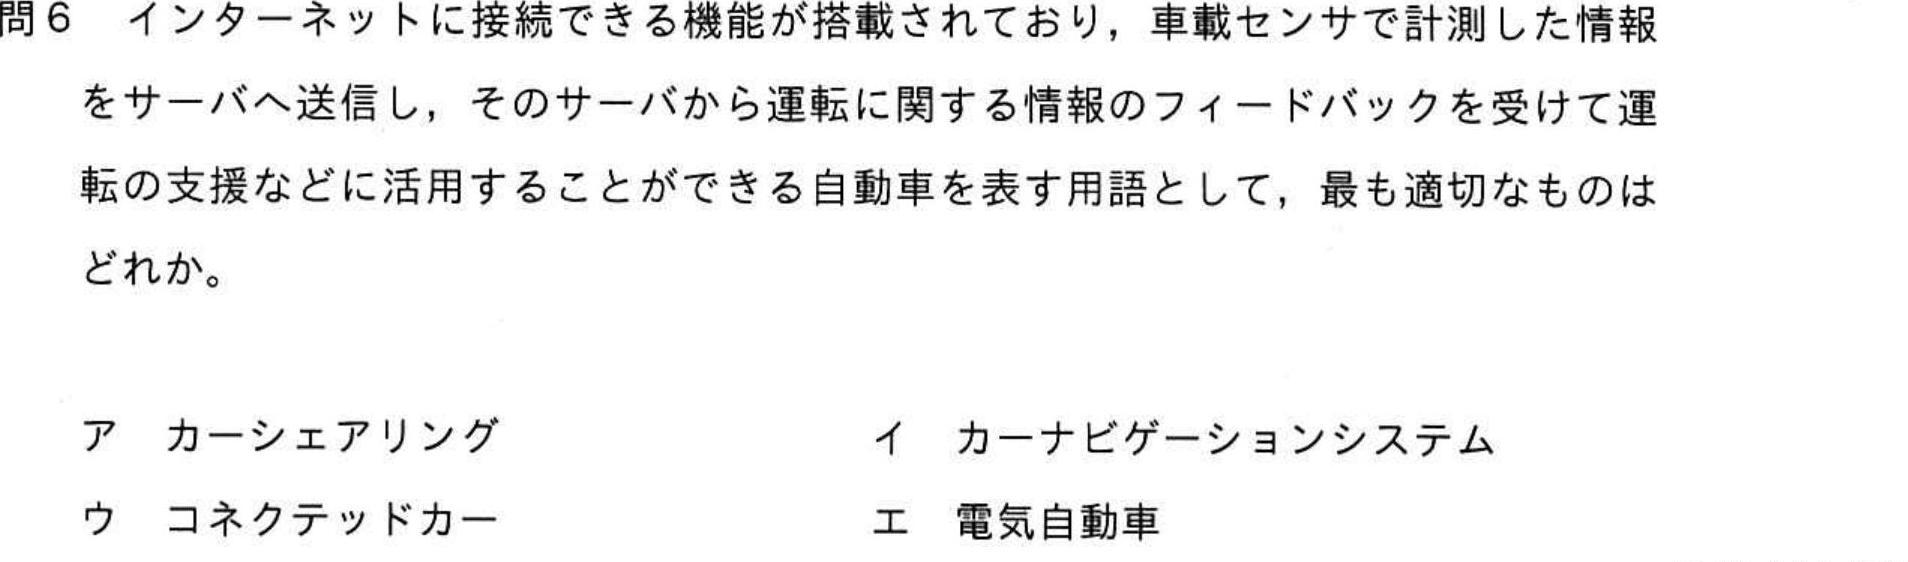 問6 インターネットに接続できる機能が搭載されており，車載センサで計測した情報
をサーバへ送信し，そのサーバから運転に関する情報のフィードバックを受けて運
転の支援などに活用することができる自動車を表す用語として，最も適切なものは
どれか。
ア カーシェアリング イ カーナビゲーションシステム
ウ コネクテッドカー エ 電気自動車